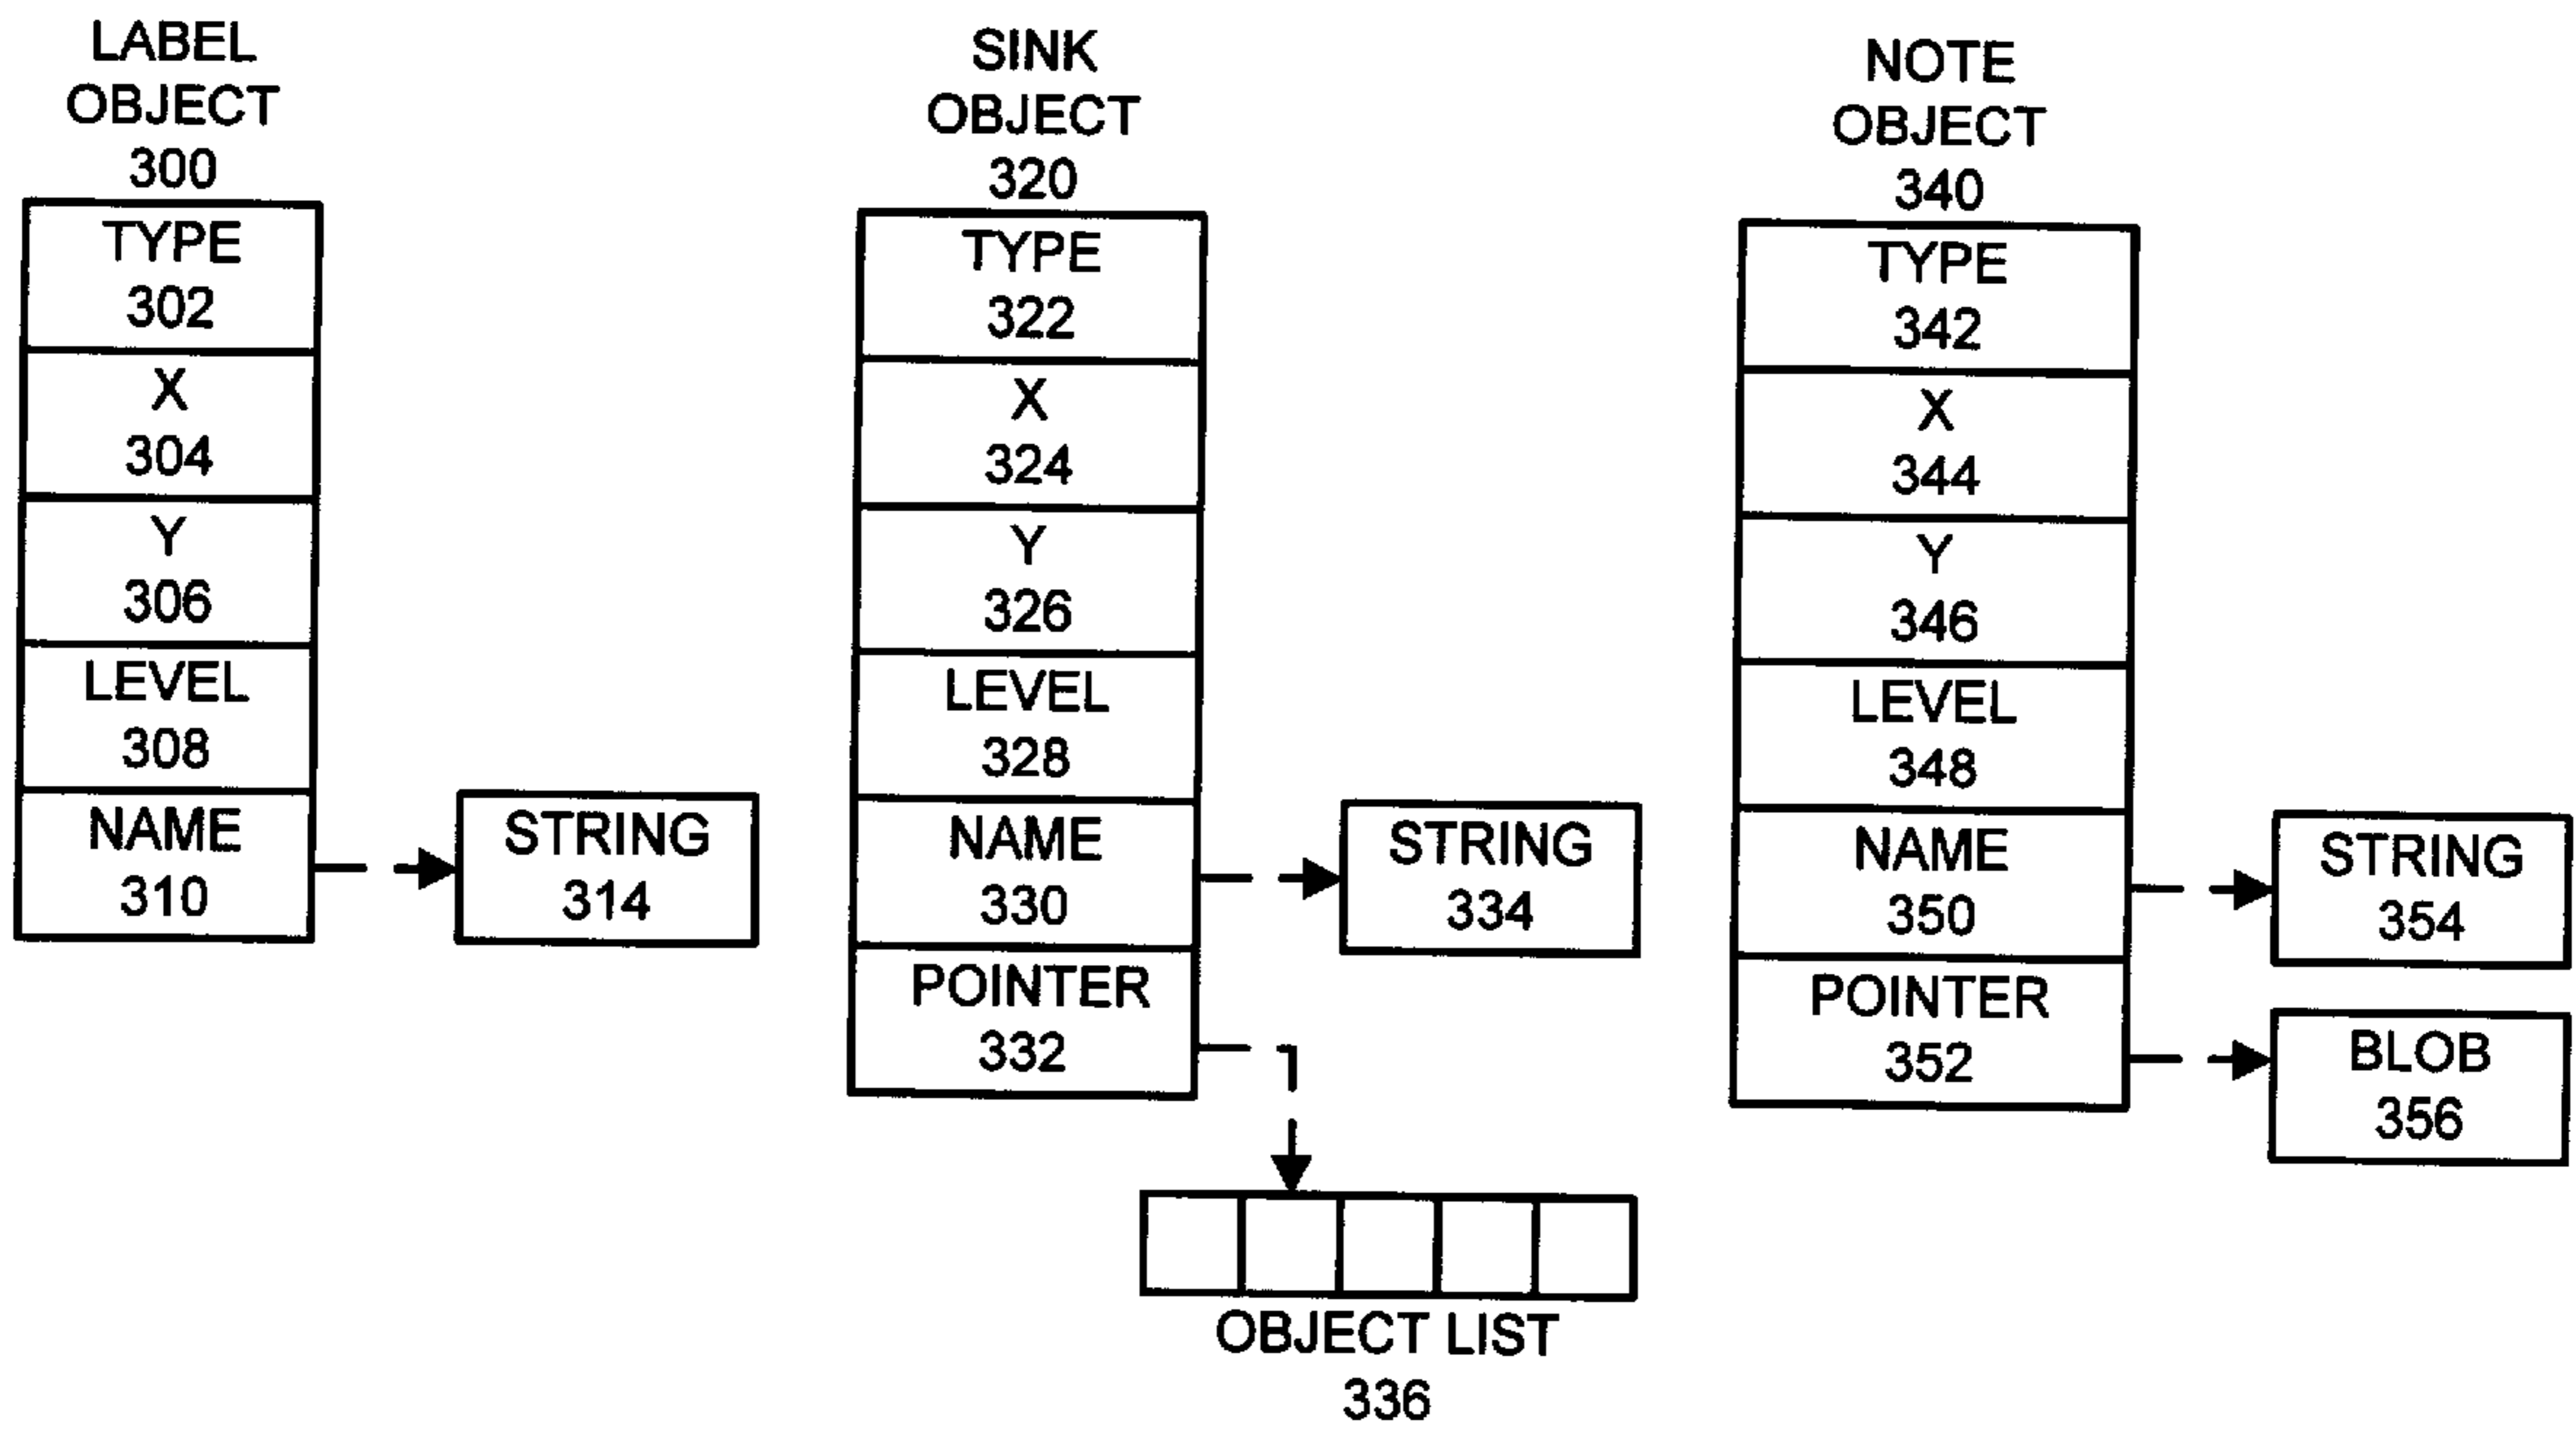 LABEL
OBJECT
300
TYPE
302
X
304
Y
306
LEVEL
308
NAME
310
STRING
314
SINK
OBJECT
320
TYPE
322
X
324
Y
326
LEVEL
328
NAME
330
POINTER
332
STRING
334
OBJECT LIST
336
NOTE
OBJECT
340
TYPE
342
X
344
Y
346
LEVEL
348
NAME
350
POINTER
352
STRING
354
BLOB
356